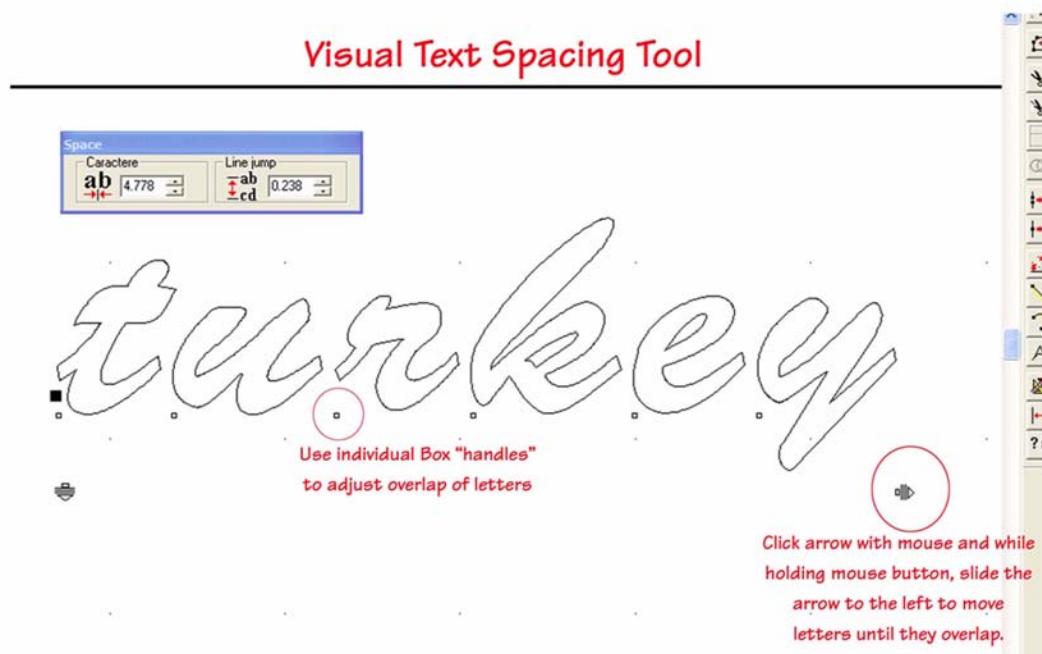 Visual Text Spacing Tool
Space
Caractere
Line jump
ab
4.778
ab
cd
0.238
turkey
Use individual Box “handles”
to adjust overlap of letters
Click arrow with mouse and while
holding mouse button, slide the
arrow to the left to move
letters until they overlap.